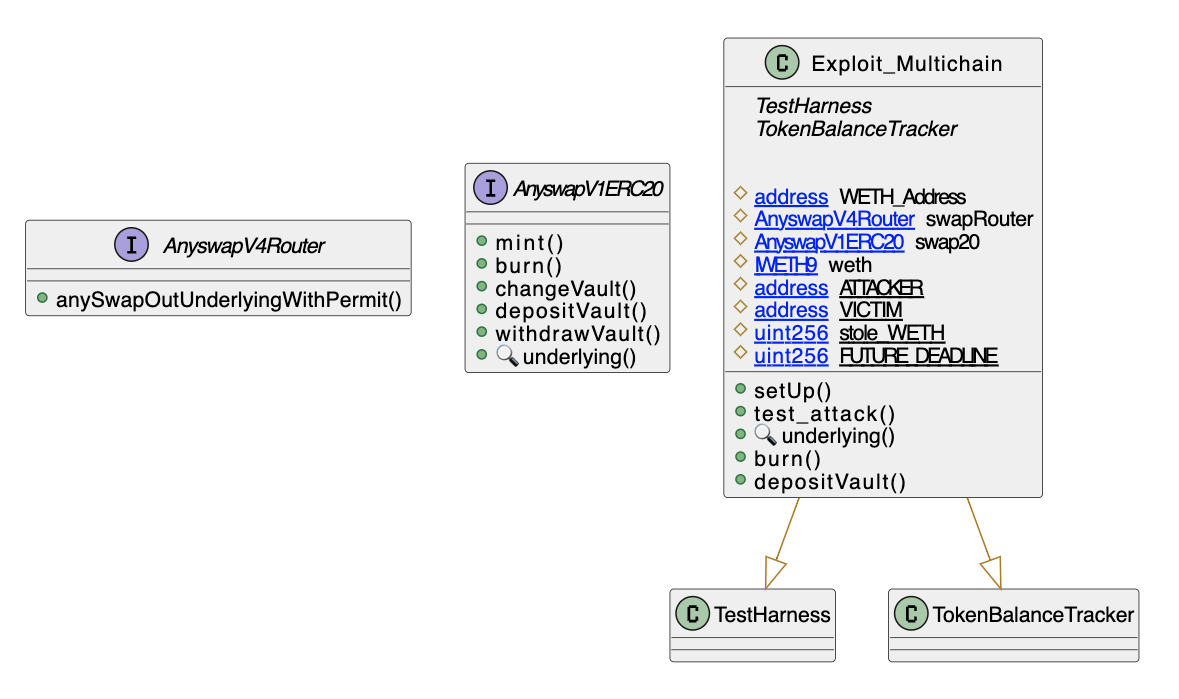 I AnyswapV4Router
anySwapOutUnderlyingWithPermit()
I AnyswapV1ERC20
mint()
burn()
changeVault()
depositVault()
withdrawVault()
underlying()
C Exploit_Multichain
TestHarness
TokenBalanceTracker
address WETH_Address
AnyswapV4Router swapRouter
AnyswapV1ERC20 swap20
IWETH9 weth
address ATTACKER
address VICTIM
uint256 stole_WETH
uint256 FUTURE_DEADLINE
setUp()
test_attack()
underlying()
burn()
depositVault()
C TestHarness
C TokenBalanceTracker